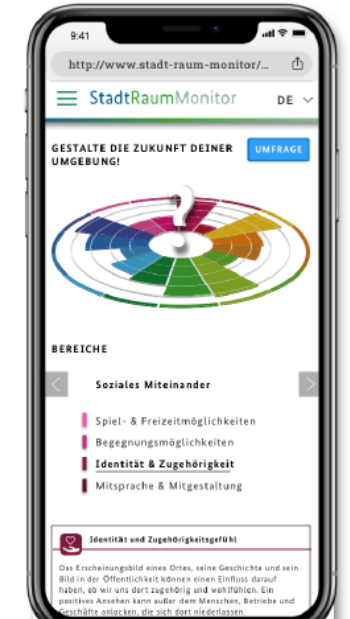 9:41
http://www.stadt-raum-monitor/...
StadtRaumMonitor
DE
GESTALTE DIE ZUKUNFT DEINER
UMGEBUNG!
UMFRAGE
?
BEREICHE
Soziales Miteinander
Spiel- & Freizeitmöglichkeiten
Begegnungsmöglichkeiten
Identität & Zugehörigkeit
Mitsprache & Mitgestaltung
Identität und Zugehörigkeitsgefühl
Das Erscheinungsbild eines Ortes, seine Geschichte und sein
Bild in der Öffentlichkeit können einen Einfluss darauf
haben, ob wir uns dort zugehörig und wohlfühlen. Ein
positives Ansehen kann außer dem Menschen, Betriebe und
Geschäfte anlocken, die sich dort niederlassen.